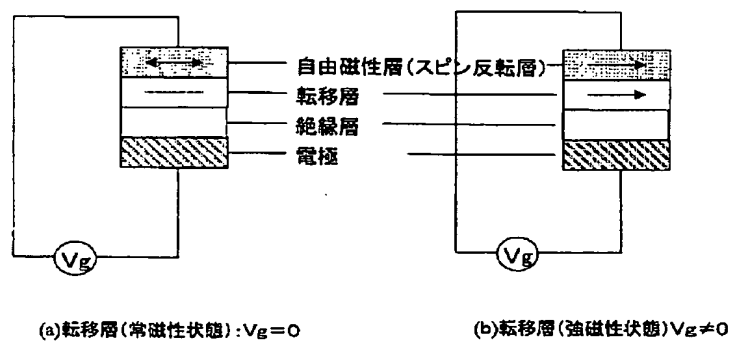 自由磁性層(スピン反転層)
転移層
絶縁層
電極
Vg
Vg
(a)転移層(常磁性状態):Vg=0
(b)転移層(強磁性状態)Vg≠0